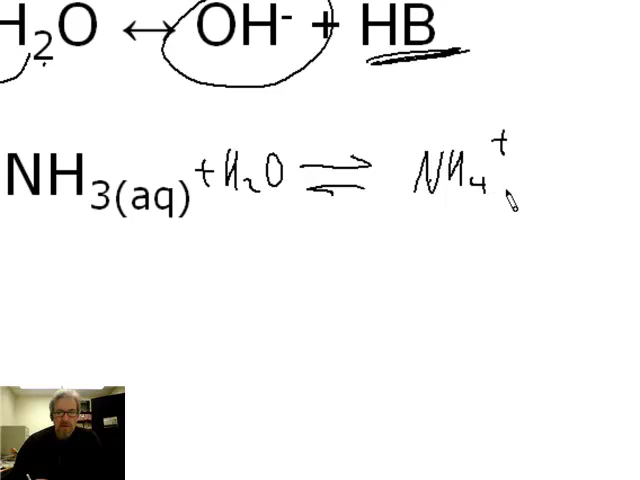 H₂O ↔ OH⁻ + HB
NH₃(aq) + H₂O ⇌ NH₄⁺